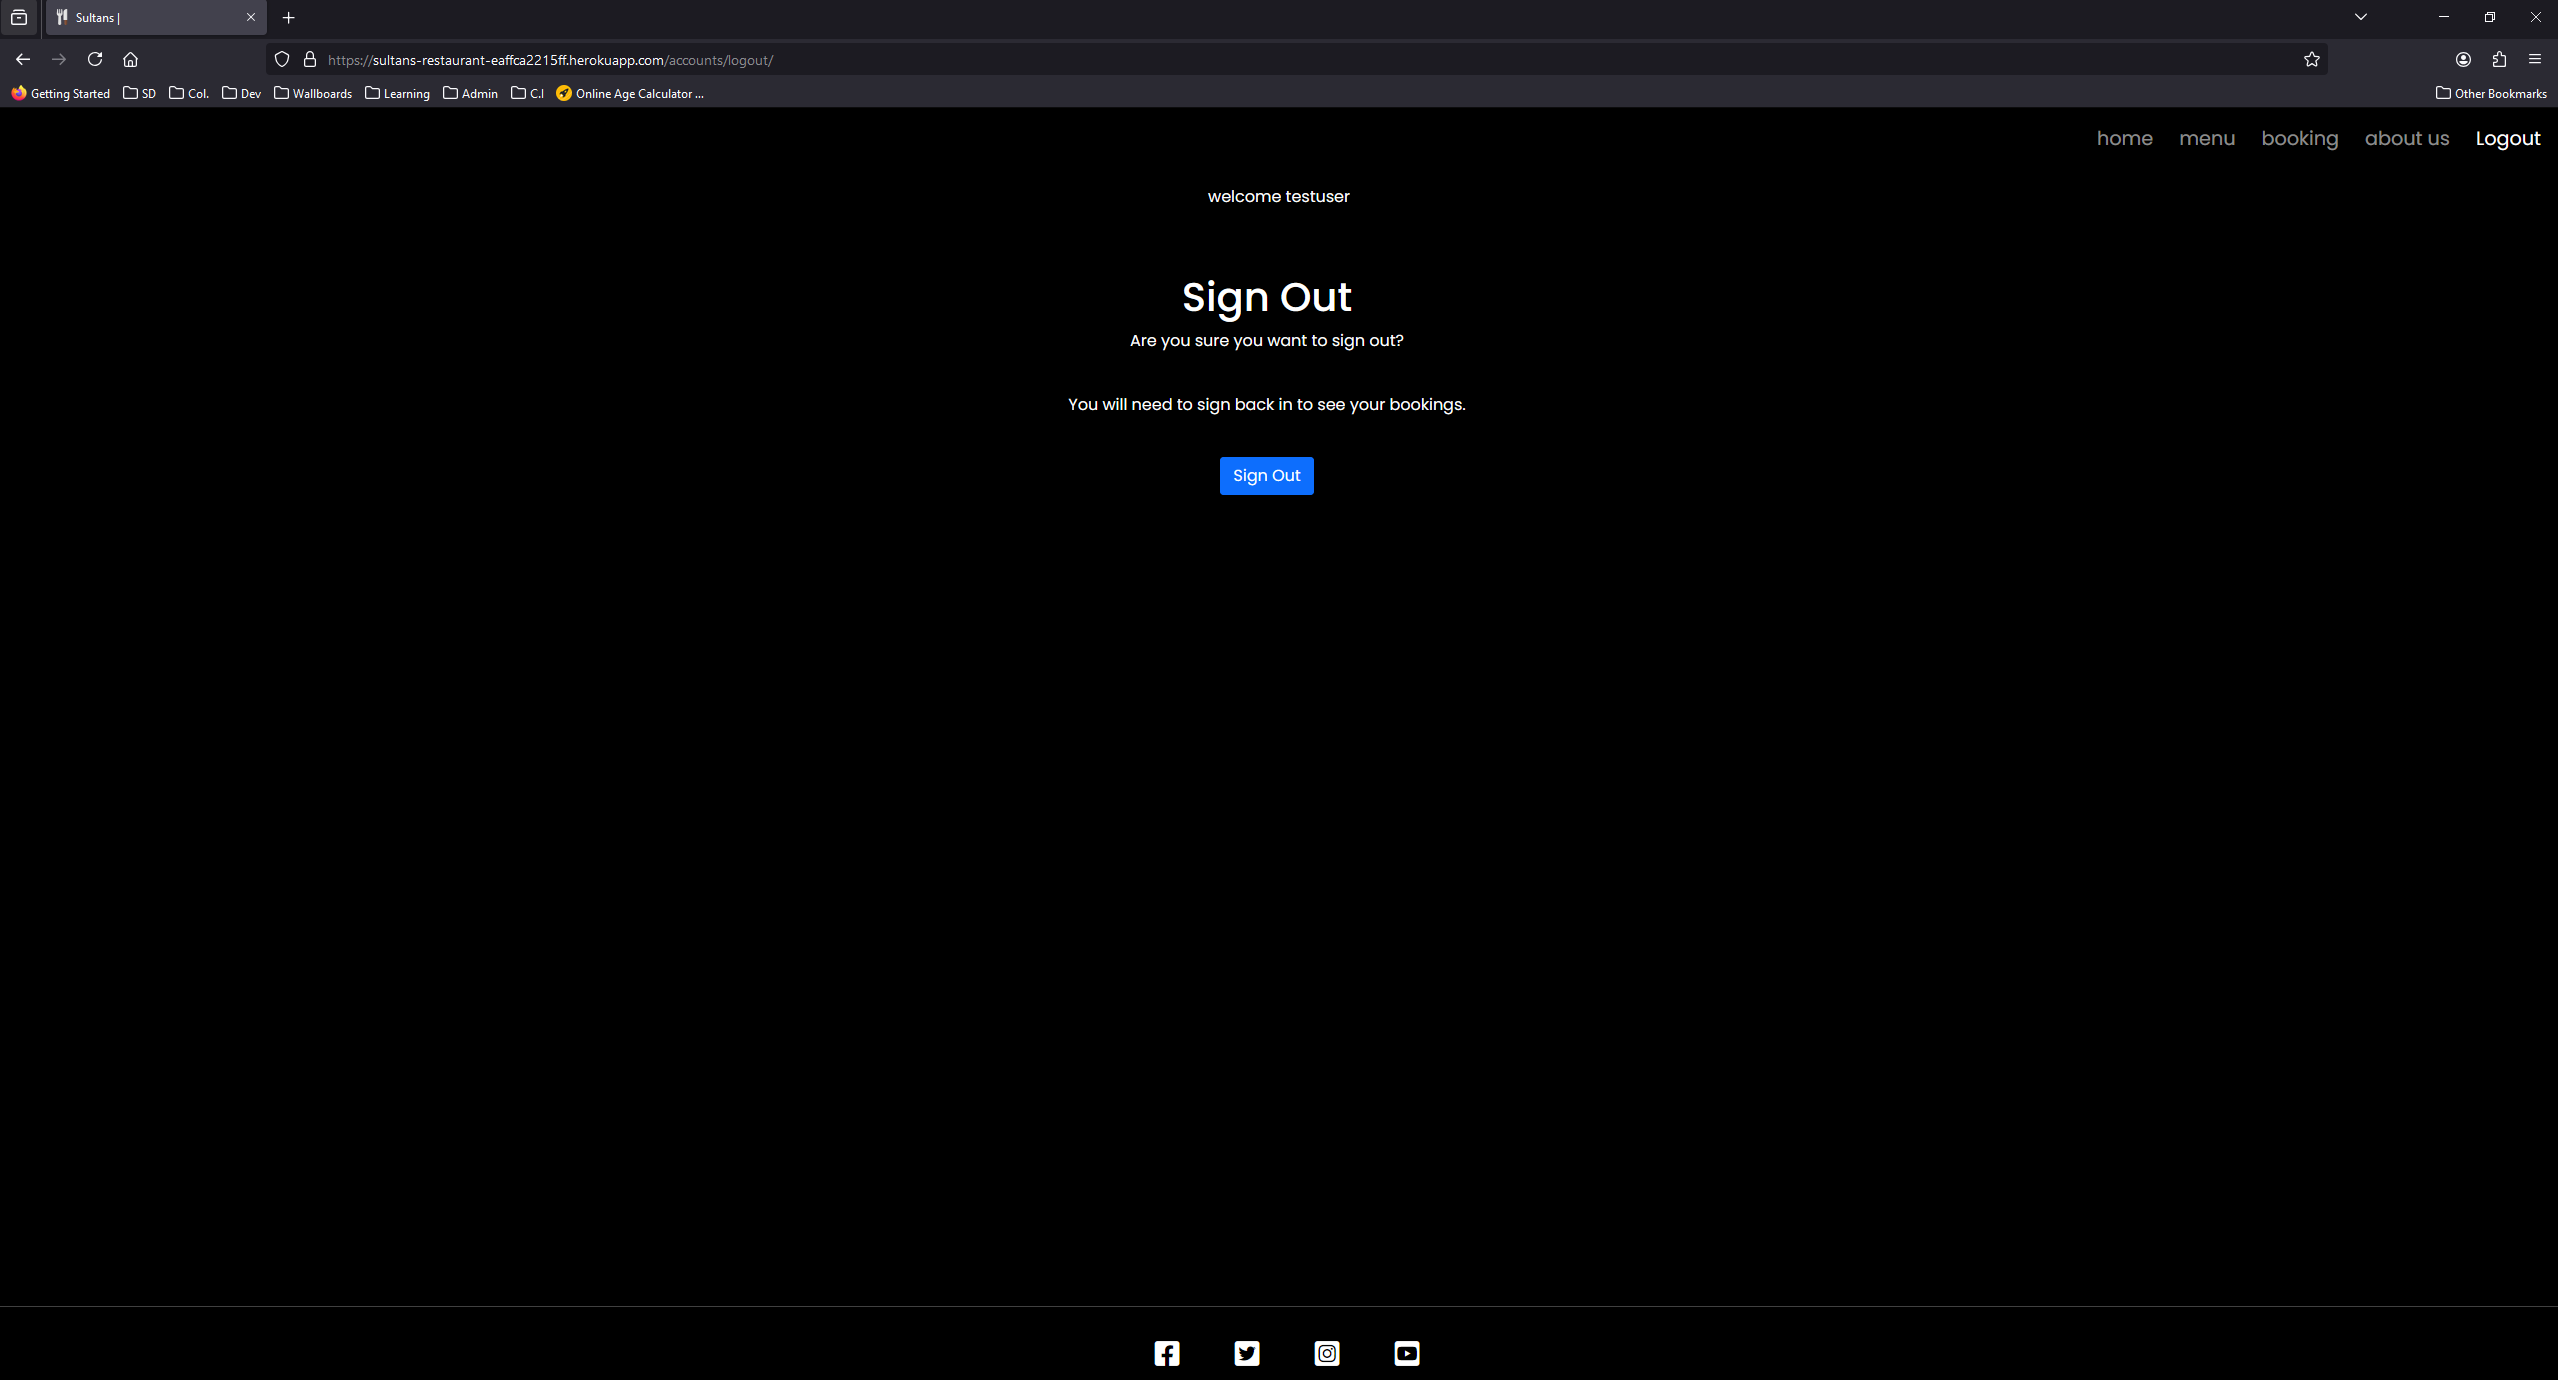 Sultans |
https://sultans-restaurant-eaffca2215ff.herokuapp.com/accounts/logout/
Getting Started SD Col. Dev Wallboards Learning Admin C.I Online Age Calculator ... Other Bookmarks
home menu booking about us Logout
welcome testuser
Sign Out
Are you sure you want to sign out?
You will need to sign back in to see your bookings.
Sign Out